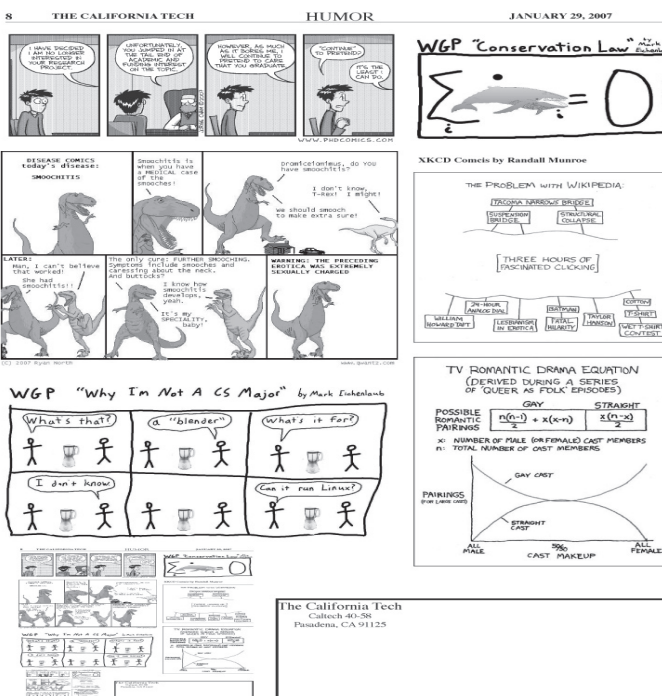 8 THE CALIFORNIA TECH HUMOR JANUARY 29, 2007
I HAVE DECIDED
I AM NO LONGER
INTERESTED IN
YOUR RESEARCH
PROJECT.
UNFORTUNATELY,
YOU JUMPED IN AT
THE TAIL END OF
ACADEMIC AND
FUNDING INTEREST
ON THE TOPIC.
HOWEVER, AS MUCH
AS IT BORES ME, I
WILL CONTINUE TO
PRETEND TO CARE
THAT YOU GRADUATE.
"CONTINUE"
TO PRETEND?
IT'S THE
LEAST I
CAN DO.
WWW.PHDCOMICS.COM
WGP "Conservation Law" by Mark
Σ = 0
i i
DISEASE COMICS
today's disease:
SMOOCHITIS
Smoochitis is
when you have
a MEDICAL case
of the
smooches!
Dromiceiomimus, do YOU
have smoochitis?
I don't know,
T-Rex! I might!
We should smooch
to make extra sure!
LATER:
Man, I can't believe
that worked!
She had
smoochitis!!
The only cure: FURTHER SMOOCHING.
Symptoms include smooches and
caressing about the neck.
And buttocks?
I know how
smoochitis
develops,
yeah.
It's my
SPECIALITY,
baby!
WARNING: THE PRECEDING
EROTICA WAS EXTREMELY
SEXUALLY CHARGED
(C) 2007 Ryan North www.qwantz.com
XKCD Comcis by Randall Munroe
THE PROBLEM WITH WIKIPEDIA:
TACOMA NARROWS BRIDGE
SUSPENSION
BRIDGE
STRUCTURAL
COLLAPSE
THREE HOURS OF
FASCINATED CLICKING
WILLIAM
HOWARD TAFT
24-HOUR
ANALOG DIAL
LESBIANISM
IN EROTICA
BATMAN
FATAL
HILARITY
TAYLOR
HANSON
COTTON
T-SHIRT
WET T-SHIRT
CONTEST
TV ROMANTIC DRAMA EQUATION
(DERIVED DURING A SERIES
OF 'QUEER AS FOLK' EPISODES)
GAY STRAIGHT
POSSIBLE
ROMANTIC
PAIRINGS
n(n-1)/2 + x(x-n)
x(n-x)/2
x: NUMBER OF MALE (OR FEMALE) CAST MEMBERS
n: TOTAL NUMBER OF CAST MEMBERS
PAIRINGS
(FOR LARGE CASTS)
GAY CAST
STRAIGHT
CAST
ALL
MALE
50/50
ALL
FEMALE
CAST MAKEUP
WGP "Why I'm Not A CS Major" by Mark Eichenlaub
What's that?
a "blender"
What's it for?
I don't know
Can it run Linux?
The California Tech
Caltech 40-58
Pasadena, CA 91125